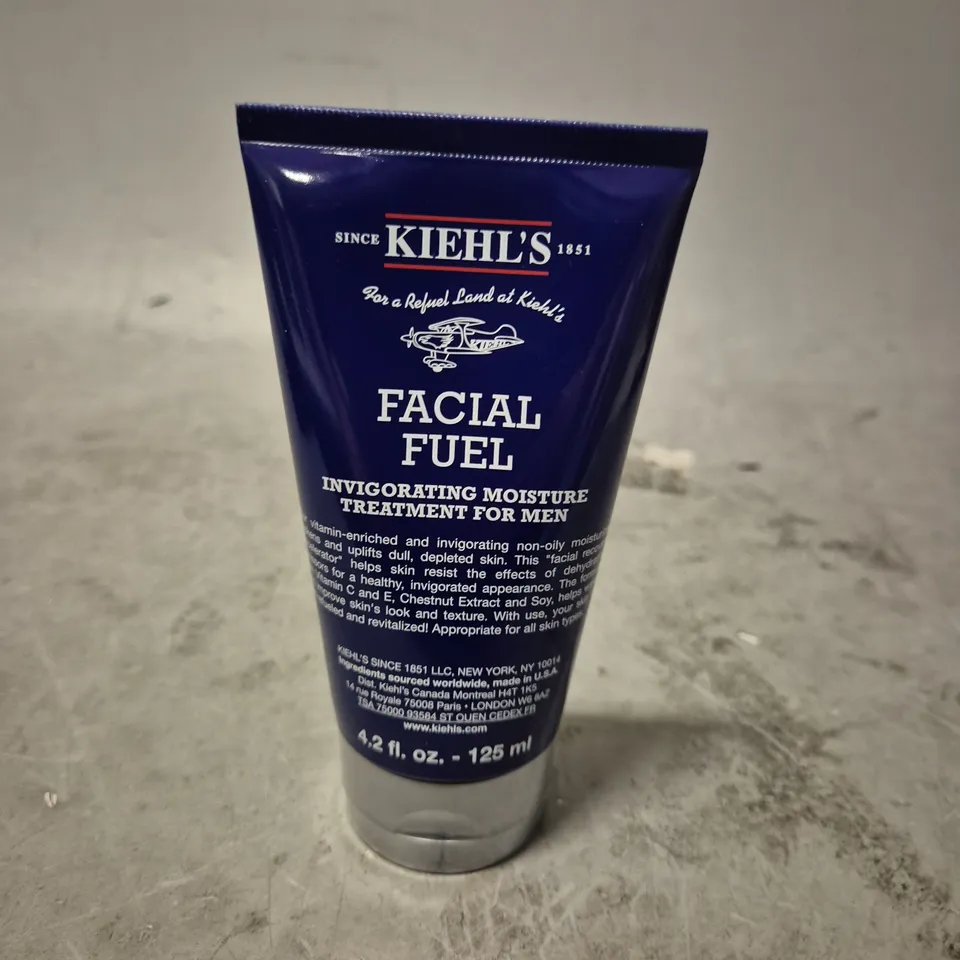 SINCE KIEHL'S 1851
For a Refuel Land at Kiehl's
KIEHL'S
FACIAL
FUEL
INVIGORATING MOISTURE
TREATMENT FOR MEN
vitamin-enriched and invigorating non-oily
and uplifts dull, depleted skin. This "facial
helps skin resist the effects of
for a healthy, invigorated appearance. The
Vitamin C and E, Chestnut Extract and Soy, helps
improve skin's look and texture. With use, your
and revitalized! Appropriate for all skin
KIEHL'S SINCE 1851 LLC, NEW YORK, NY 10014
Ingredients sourced worldwide, made in U.S.A.
Dist. Kiehl's Canada Montreal H4T 1K5
14 rue Royale 75008 Paris • LONDON W6 8AZ
TSA 75000 93584 ST OUEN CEDEX FR
www.kiehls.com
4.2 fl. oz. - 125 ml